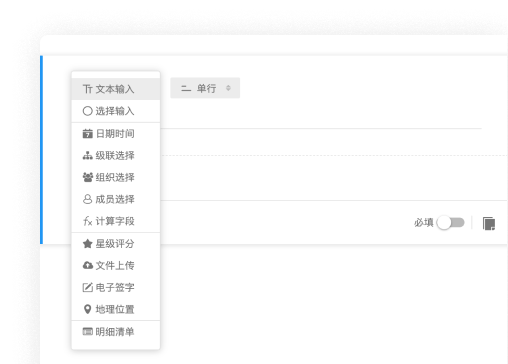 文本输入
单行
选择输入
日期时间
级联选择
组织选择
成员选择
计算字段
必填
星级评分
文件上传
电子签字
地理位置
明细清单